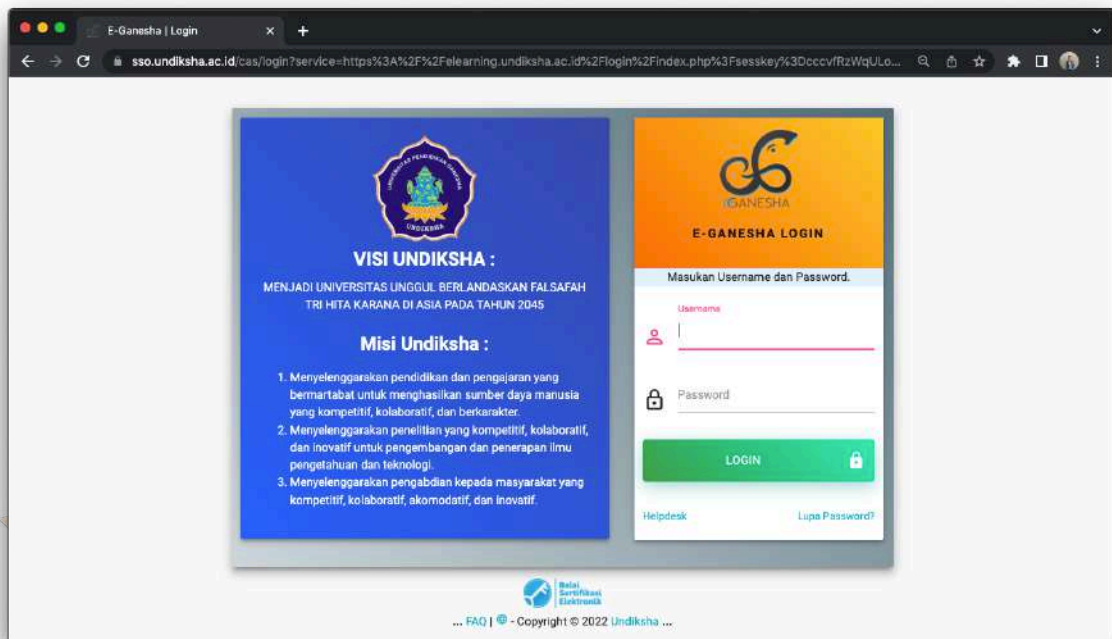 E-Ganesha | Login
sso.undiksha.ac.id/cas/login?service=https%3A%2F%2Felearning.undiksha.ac.id%2Flogin%2Findex.php%3Fsesskey%3DcccvfRzWqULo...
UNIVERSITAS PENDIDIKAN GANESHA
UNDIKSHA
VISI UNDIKSHA :
MENJADI UNIVERSITAS UNGGUL BERLANDASKAN FALSAFAH
TRI HITA KARANA DI ASIA PADA TAHUN 2045
Misi Undiksha :
1. Menyelenggarakan pendidikan dan pengajaran yang
bermartabat untuk menghasilkan sumber daya manusia
yang kompetitif, kolaboratif, dan berkarakter.
2. Menyelenggarakan penelitian yang kompetitif, kolaboratif,
dan inovatif untuk pengembangan dan penerapan ilmu
pengetahuan dan teknologi.
3. Menyelenggarakan pengabdian kepada masyarakat yang
kompetitif, kolaboratif, akomodatif, dan inovatif.
GANESHA
E-GANESHA LOGIN
Masukan Username dan Password.
Username
Password
LOGIN
Helpdesk
Lupa Password?
Balai
Sertifikasi
Elektronik
... FAQ | - Copyright © 2022 Undiksha ...